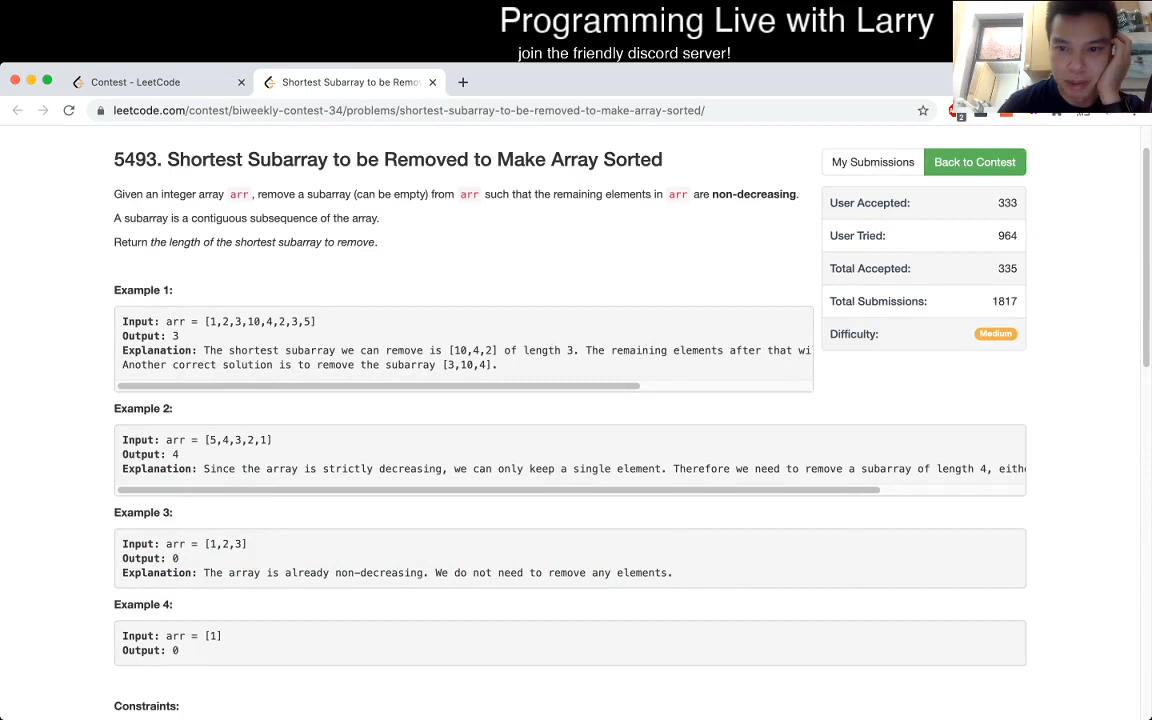 Programming Live with Larry
join the friendly discord server!
Contest - LeetCode
Shortest Subarray to be Remo
leetcode.com/contest/biweekly-contest-34/problems/shortest-subarray-to-be-removed-to-make-array-sorted/
2
5493. Shortest Subarray to be Removed to Make Array Sorted
My Submissions
Back to Contest
Given an integer array arr, remove a subarray (can be empty) from arr such that the remaining elements in arr are non-decreasing.
A subarray is a contiguous subsequence of the array.
Return the length of the shortest subarray to remove.
User Accepted: 333
User Tried: 964
Total Accepted: 335
Total Submissions: 1817
Difficulty: Medium
Example 1:
Input: arr = [1,2,3,10,4,2,3,5]
Output: 3
Explanation: The shortest subarray we can remove is [10,4,2] of length 3. The remaining elements after that wi
Another correct solution is to remove the subarray [3,10,4].
Example 2:
Input: arr = [5,4,3,2,1]
Output: 4
Explanation: Since the array is strictly decreasing, we can only keep a single element. Therefore we need to remove a subarray of length 4, eithe
Example 3:
Input: arr = [1,2,3]
Output: 0
Explanation: The array is already non-decreasing. We do not need to remove any elements.
Example 4:
Input: arr = [1]
Output: 0
Constraints: